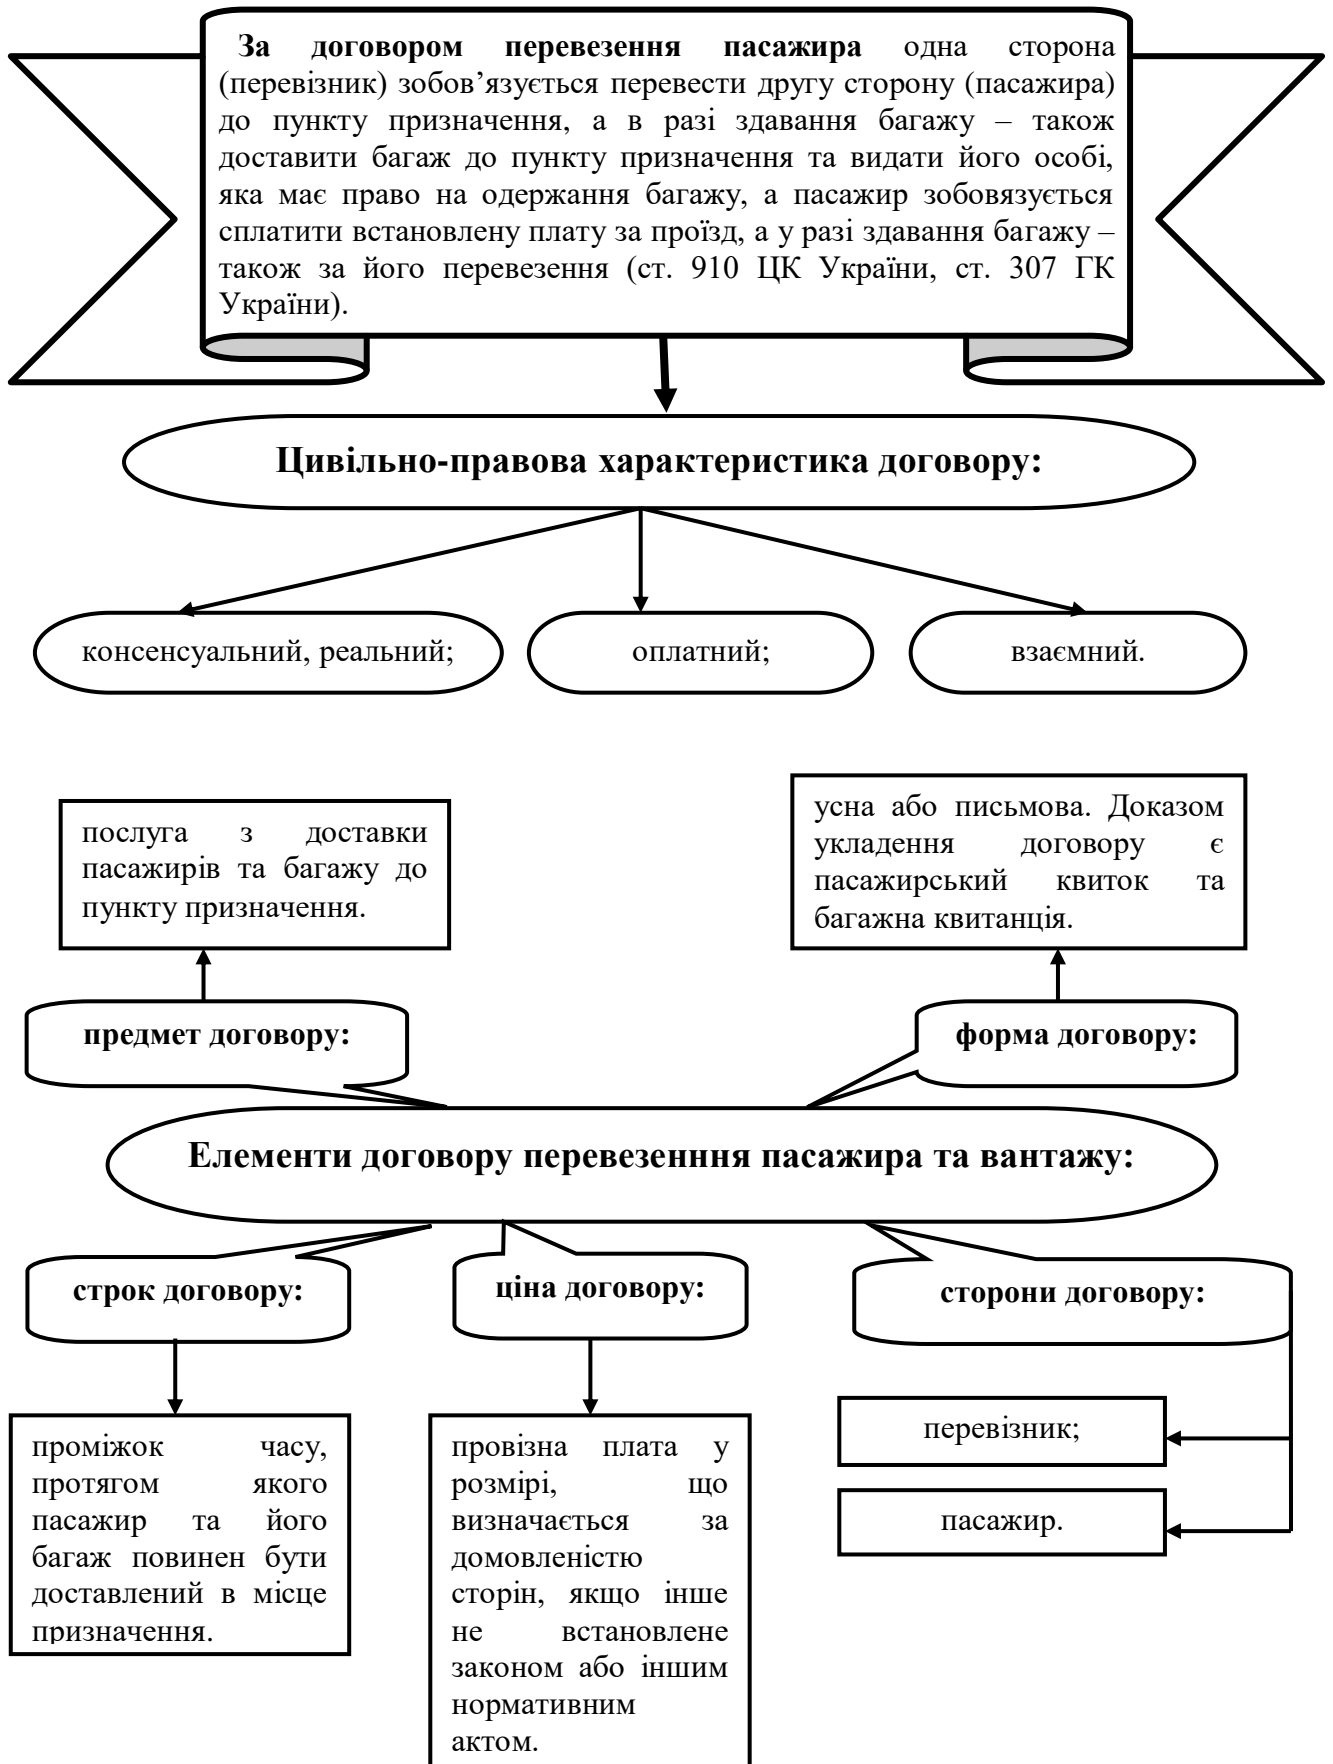 За договором перевезення пасажира одна сторона
(перевізник) зобов’язується перевести другу сторону (пасажира)
до пункту призначення, а в разі здавання багажу – також
доставити багаж до пункту призначення та видати його особі,
яка має право на одержання багажу, а пасажир зобовязується
сплатити встановлену плату за проїзд, а у разі здавання багажу –
також за його перевезення (ст. 910 ЦК України, ст. 307 ГК
України).
Цивільно-правова характеристика договору:
консенсуальний, реальний;
оплатний;
взаємний.
послуга з доставки
пасажирів та багажу до
пункту призначення.
усна або письмова. Доказом
укладення договору є
пасажирський квиток та
багажна квитанція.
предмет договору:
форма договору:
Елементи договору перевезенння пасажира та вантажу:
строк договору:
ціна договору:
сторони договору:
проміжок часу,
протягом якого
пасажир та його
багаж повинен бути
доставлений в місце
призначення.
провізна плата у
розмірі, що
визначається за
домовленістю
сторін, якщо інше
не встановлене
законом або іншим
нормативним
актом.
перевізник;
пасажир.